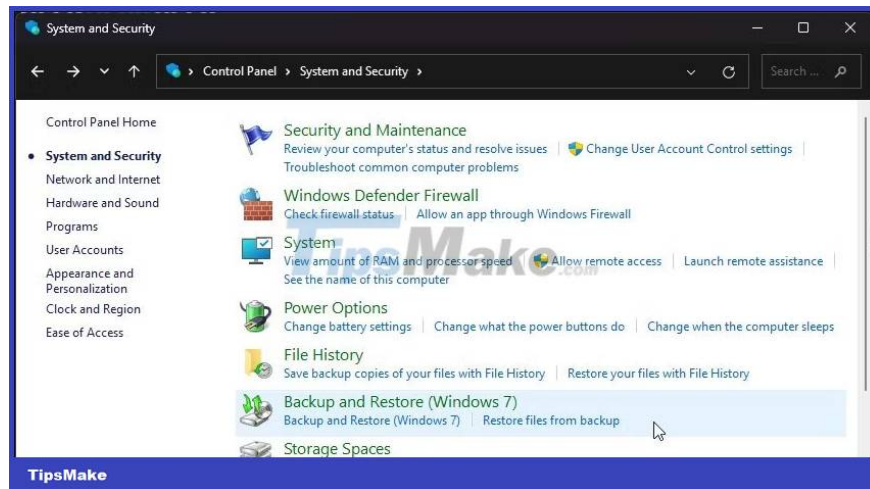 System and Security
Control Panel > System and Security >
Search ...
Control Panel Home
System and Security
Network and Internet
Hardware and Sound
Programs
User Accounts
Appearance and
Personalization
Clock and Region
Ease of Access
Security and Maintenance
Review your computer's status and resolve issues
Change User Account Control settings
Troubleshoot common computer problems
Windows Defender Firewall
Check firewall status
Allow an app through Windows Firewall
System
View amount of RAM and processor speed
Allow remote access
Launch remote assistance
See the name of this computer
TipsMake.com
Power Options
Change battery settings
Change what the power buttons do
Change when the computer sleeps
File History
Save backup copies of your files with File History
Restore your files with File History
Backup and Restore (Windows 7)
Backup and Restore (Windows 7)
Restore files from backup
Storage Spaces
TipsMake